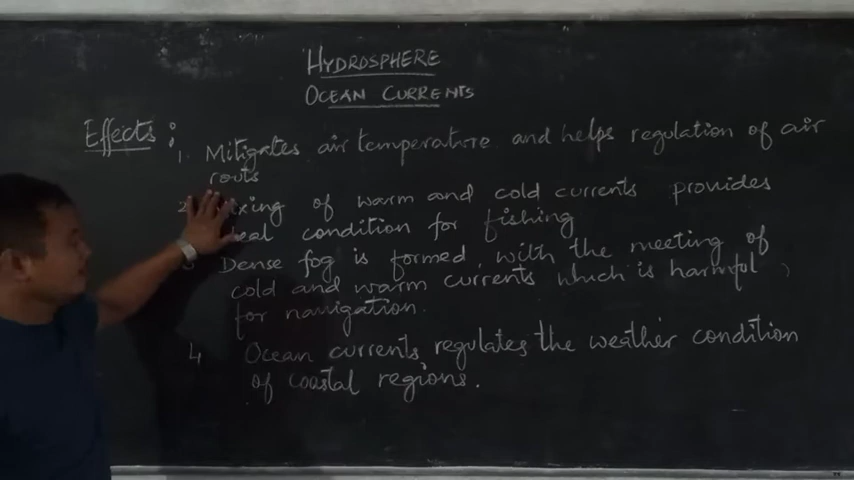 HYDROSPHERE
OCEAN CURRENTS
Effects :
1. Mitigates air temperature and helps regulation of air
routs
2 of warm and cold currents provides
condition for fishing
3 Dense fog is formed with the meeting of
cold and warm currents which is harmful
for navigation.
4 Ocean currents regulates the weather condition
of coastal regions.